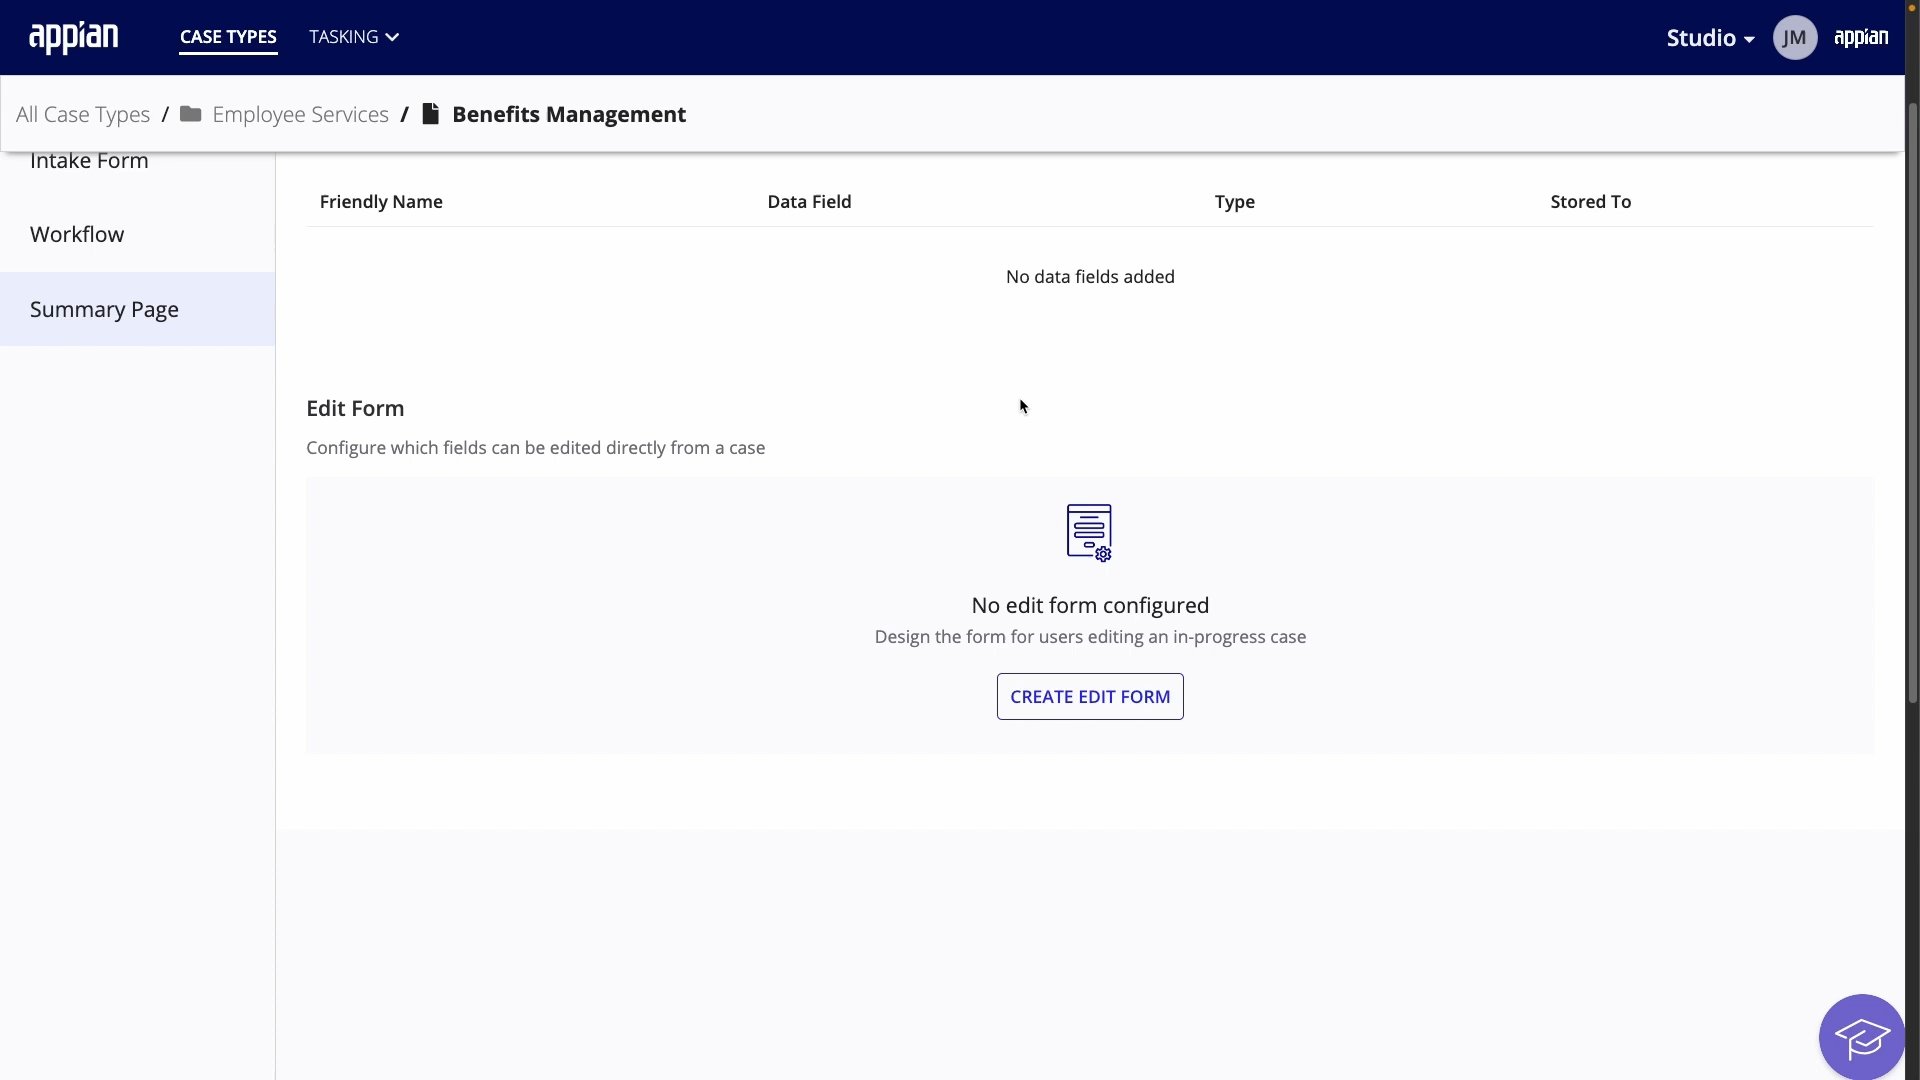 appian CASE TYPES TASKING Studio JM appian
All Case Types / Employee Services / Benefits Management
Intake Form
Workflow
Summary Page
Friendly Name Data Field Type Stored To
No data fields added
Edit Form
Configure which fields can be edited directly from a case
No edit form configured
Design the form for users editing an in-progress case
CREATE EDIT FORM